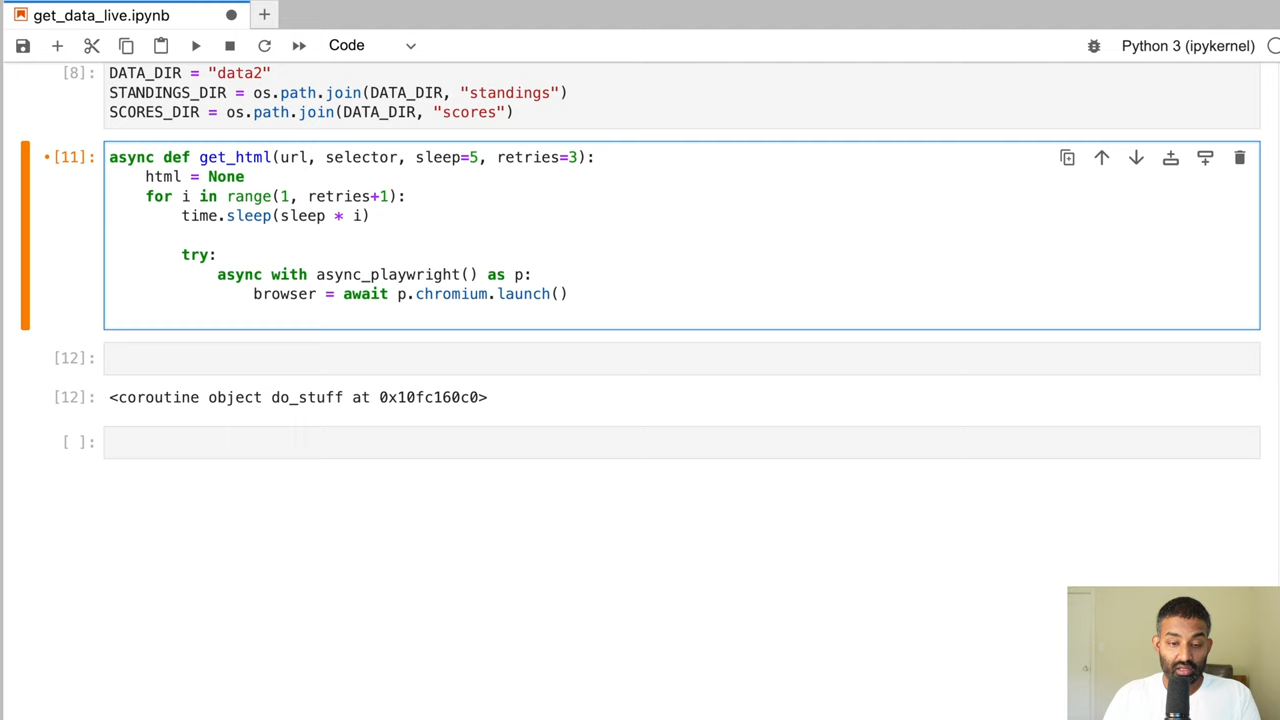 get_data_live.ipynb
Code
Python 3 (ipykernel)
[8]:
DATA_DIR = "data2"
STANDINGS_DIR = os.path.join(DATA_DIR, "standings")
SCORES_DIR = os.path.join(DATA_DIR, "scores")
[11]:
async def get_html(url, selector, sleep=5, retries=3):
    html = None
    for i in range(1, retries+1):
        time.sleep(sleep * i)
        try:
            async with async_playwright() as p:
                browser = await p.chromium.launch()
[12]:
[12]:
<coroutine object do_stuff at 0x10fc160c0>
[ ]: